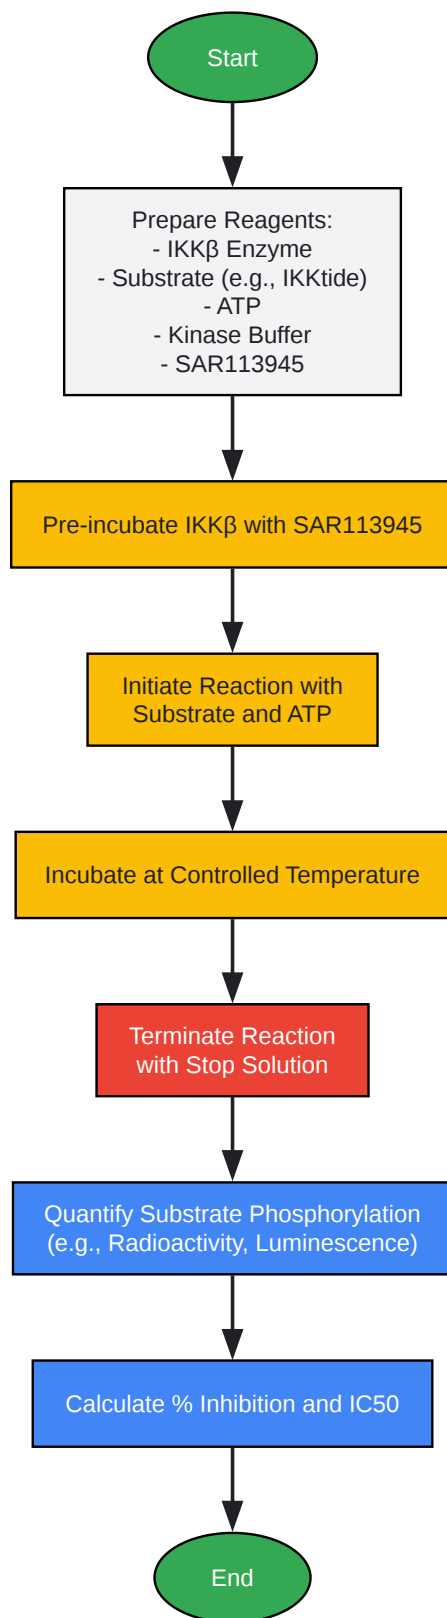 Start
Prepare Reagents:
- IKKβ Enzyme
- Substrate (e.g., IKKtide)
- ATP
- Kinase Buffer
- SAR113945
Pre-incubate IKKβ with SAR113945
Initiate Reaction with
Substrate and ATP
Incubate at Controlled Temperature
Terminate Reaction
with Stop Solution
Quantify Substrate Phosphorylation
(e.g., Radioactivity, Luminescence)
Calculate % Inhibition and IC50
End